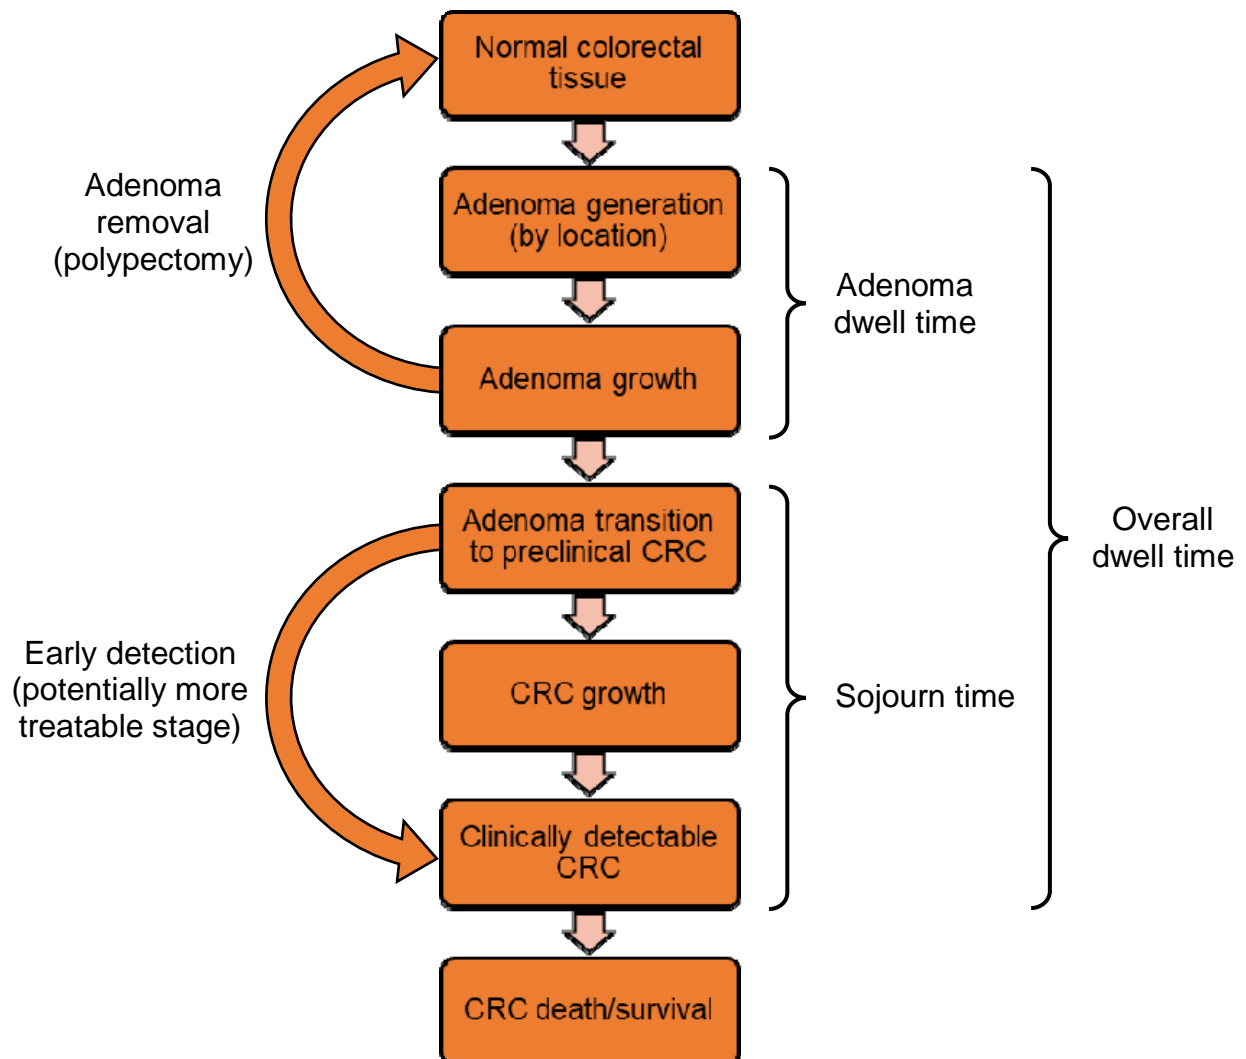 Normal colorectal
tissue
Adenoma
removal
(polypectomy)
Adenoma generation
(by location)
Adenoma
dwell time
Adenoma growth
Adenoma transition
to preclinical CRC
Overall
dwell time
Early detection
(potentially more
treatable stage)
CRC growth
Sojourn time
Clinically detectable
CRC
CRC death/survival